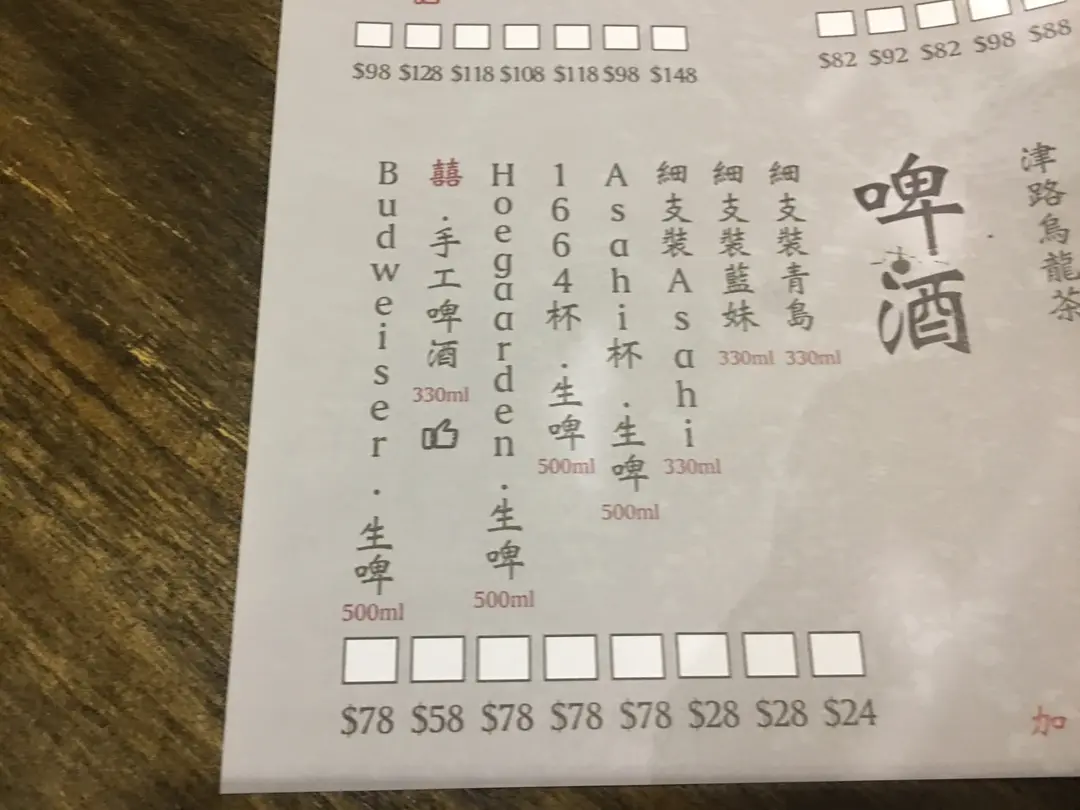 $98 $128 $118 $108 $118 $98 $148
$82 $92 $82 $98 $88
津路烏龍茶
啤酒
細支裝青島 330ml
細支裝藍妹 330ml
細支裝Asahi 330ml
Asahi杯.生啤 500ml
1664杯.生啤 500ml
Hoegaarden.生啤 500ml
囍.手工啤酒 330ml
Budweiser.生啤 500ml
$78 $58 $78 $78 $78 $28 $28 $24
加